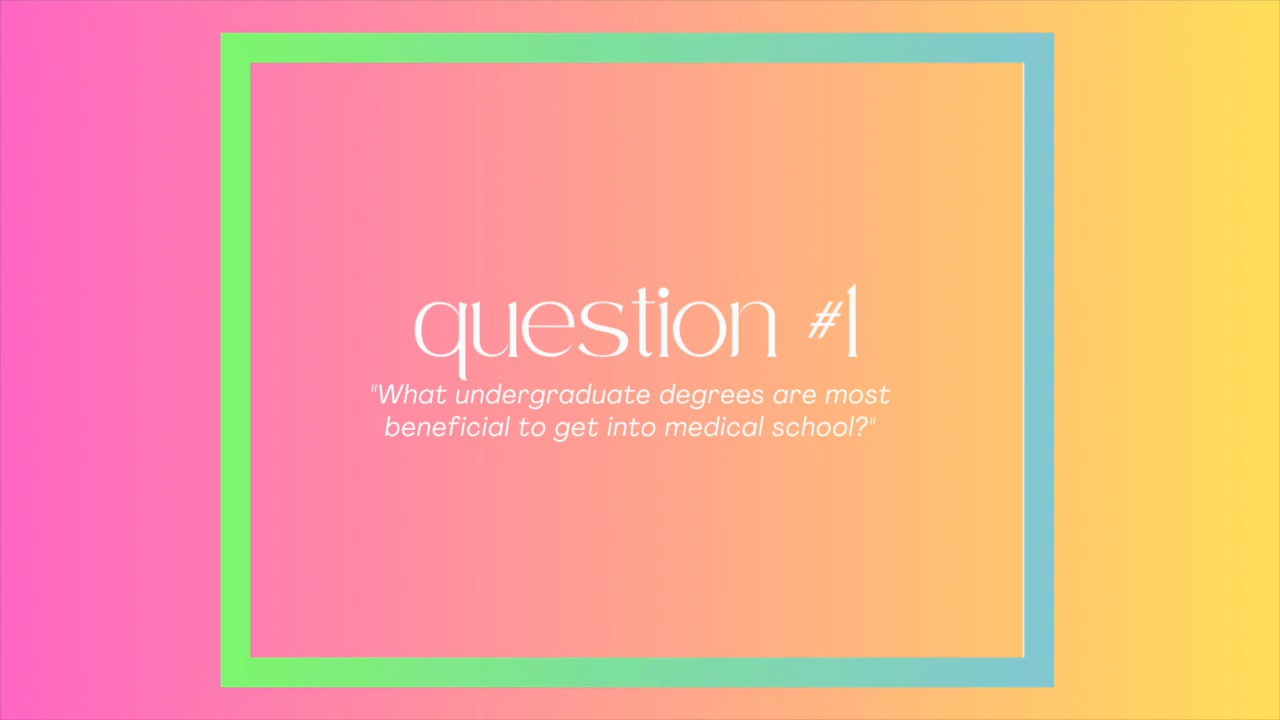 question #1
"What undergraduate degrees are most
beneficial to get into medical school?"